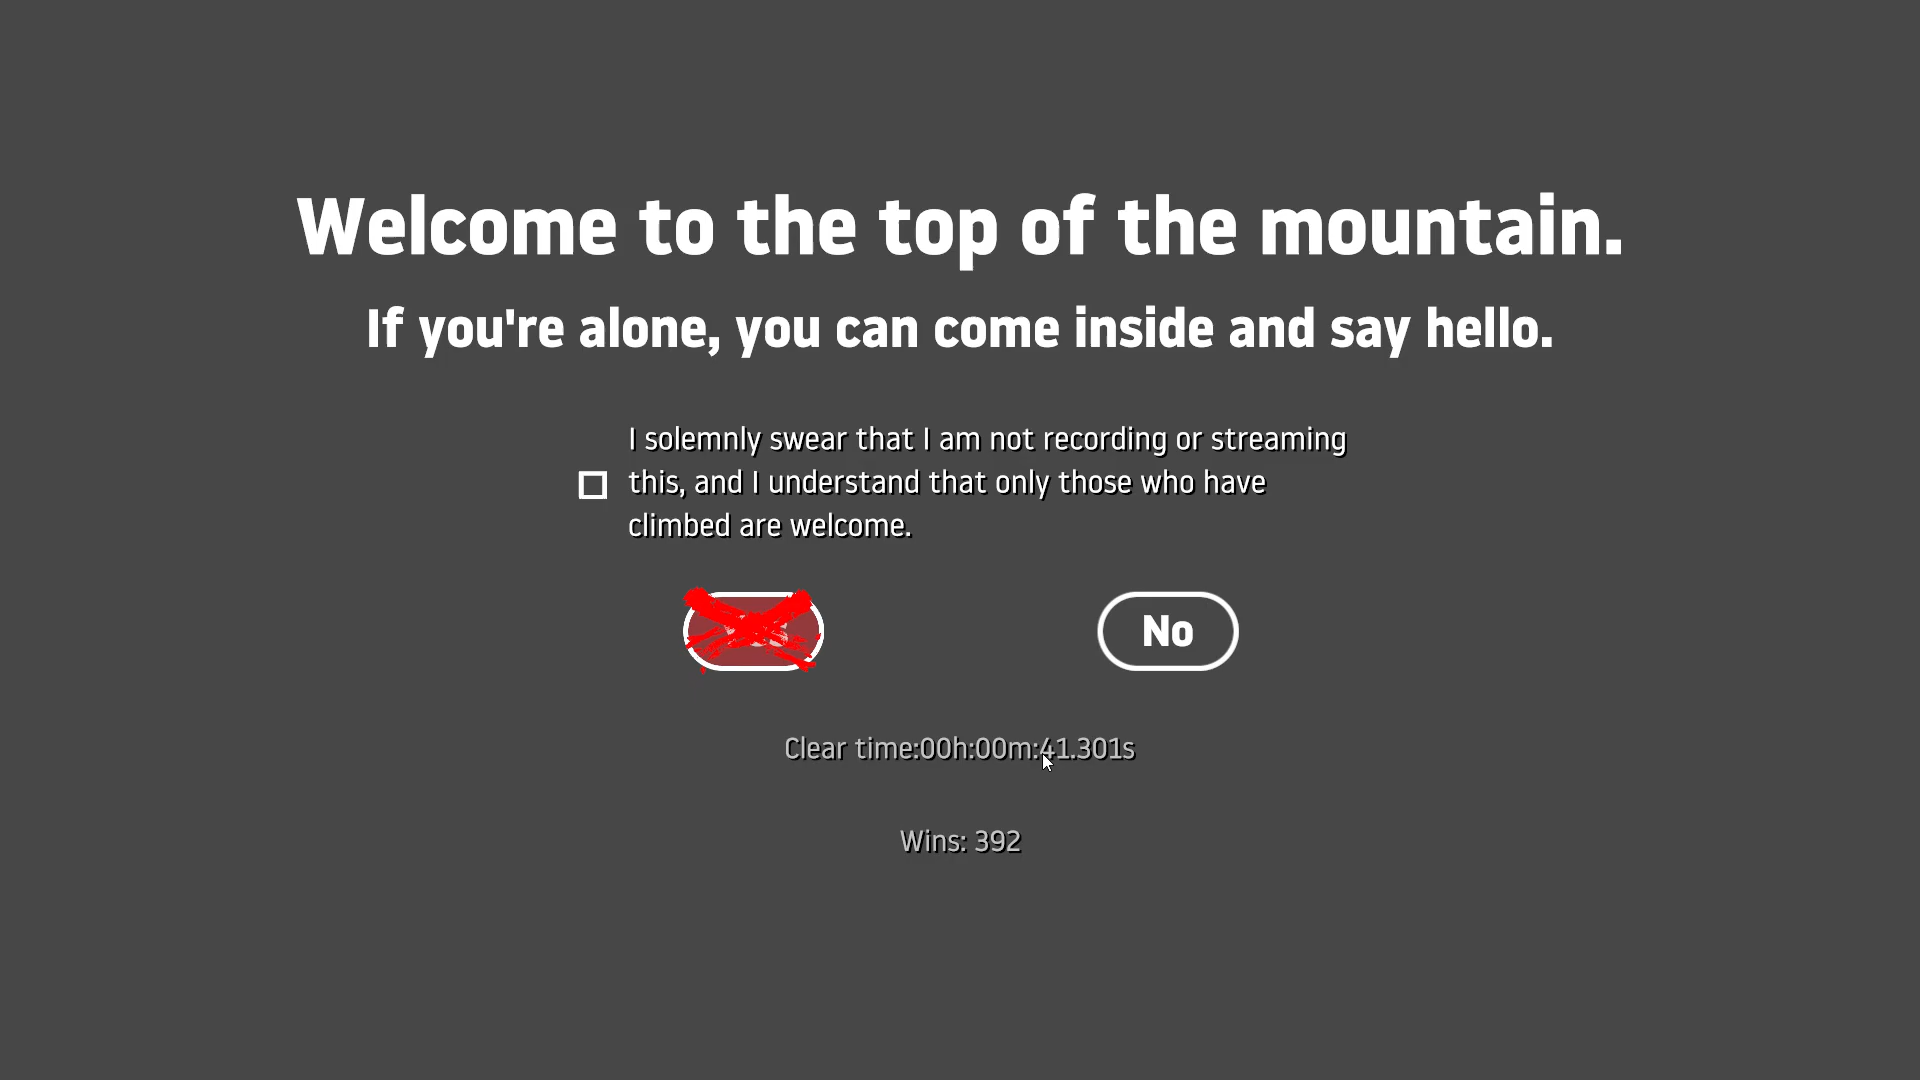 Welcome to the top of the mountain.
If you're alone, you can come inside and say hello.
I solemnly swear that I am not recording or streaming
this, and I understand that only those who have
climbed are welcome.
No
Clear time:00h:00m:41.301s
Wins: 392